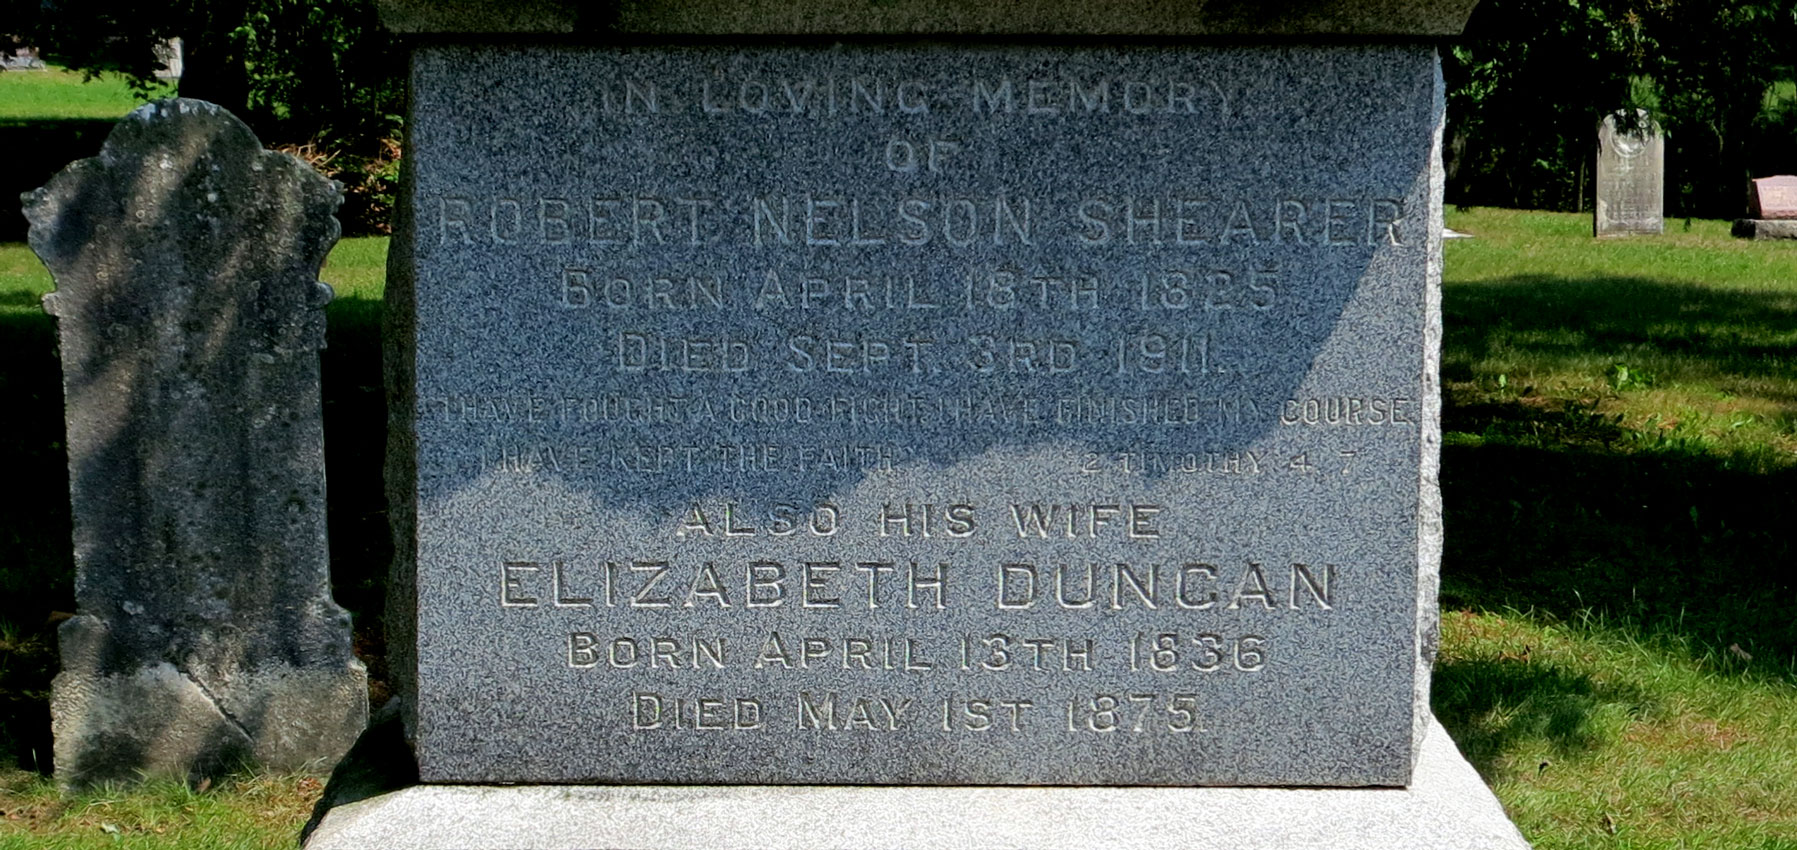 IN LOVING MEMORY
OF
ROBERT NELSON SHEARER
BORN APRIL 18TH 1825
DIED SEPT. 3RD 1911.
I HAVE FOUGHT A GOOD FIGHT, I HAVE FINISHED MY COURSE,
I HAVE KEPT THE FAITH. 2 TIMOTHY 4. 7.
ALSO HIS WIFE
ELIZABETH DUNCAN
BORN APRIL 13TH 1836
DIED MAY 1ST 1875.